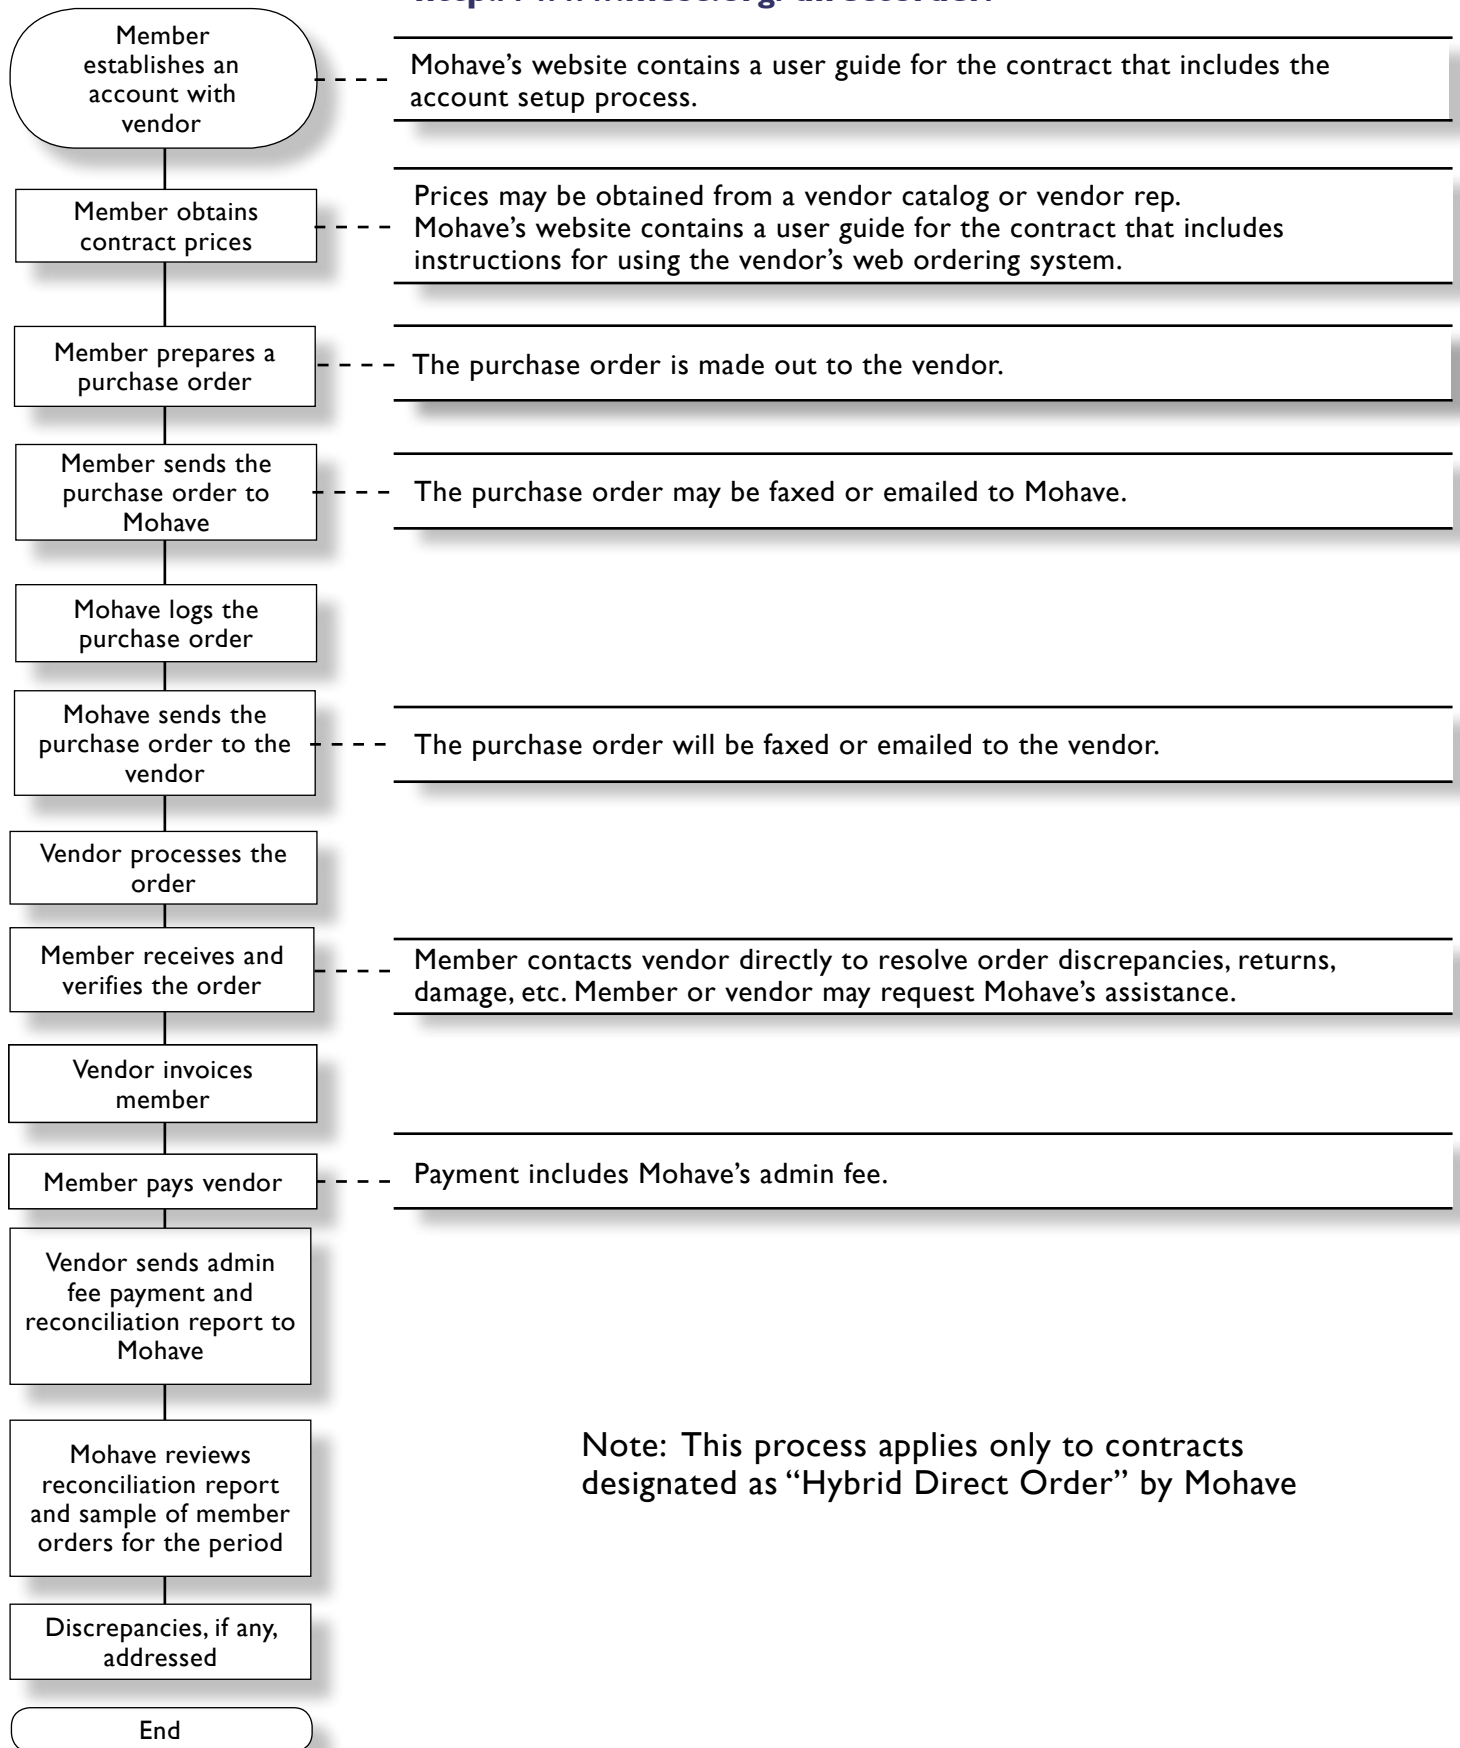 Member
establishes an
account with
vendor
Mohave’s website contains a user guide for the contract that includes the
account setup process.
Member obtains
contract prices
Prices may be obtained from a vendor catalog or vendor rep.
Mohave’s website contains a user guide for the contract that includes
instructions for using the vendor’s web ordering system.
Member prepares a
purchase order
The purchase order is made out to the vendor.
Member sends the
purchase order to
Mohave
The purchase order may be faxed or emailed to Mohave.
Mohave logs the
purchase order
Mohave sends the
purchase order to the
vendor
The purchase order will be faxed or emailed to the vendor.
Vendor processes the
order
Member receives and
verifies the order
Member contacts vendor directly to resolve order discrepancies, returns,
damage, etc. Member or vendor may request Mohave’s assistance.
Vendor invoices
member
Member pays vendor
Payment includes Mohave’s admin fee.
Vendor sends admin
fee payment and
reconciliation report to
Mohave
Mohave reviews
reconciliation report
and sample of member
orders for the period
Note: This process applies only to contracts
designated as “Hybrid Direct Order” by Mohave
Discrepancies, if any,
addressed
End